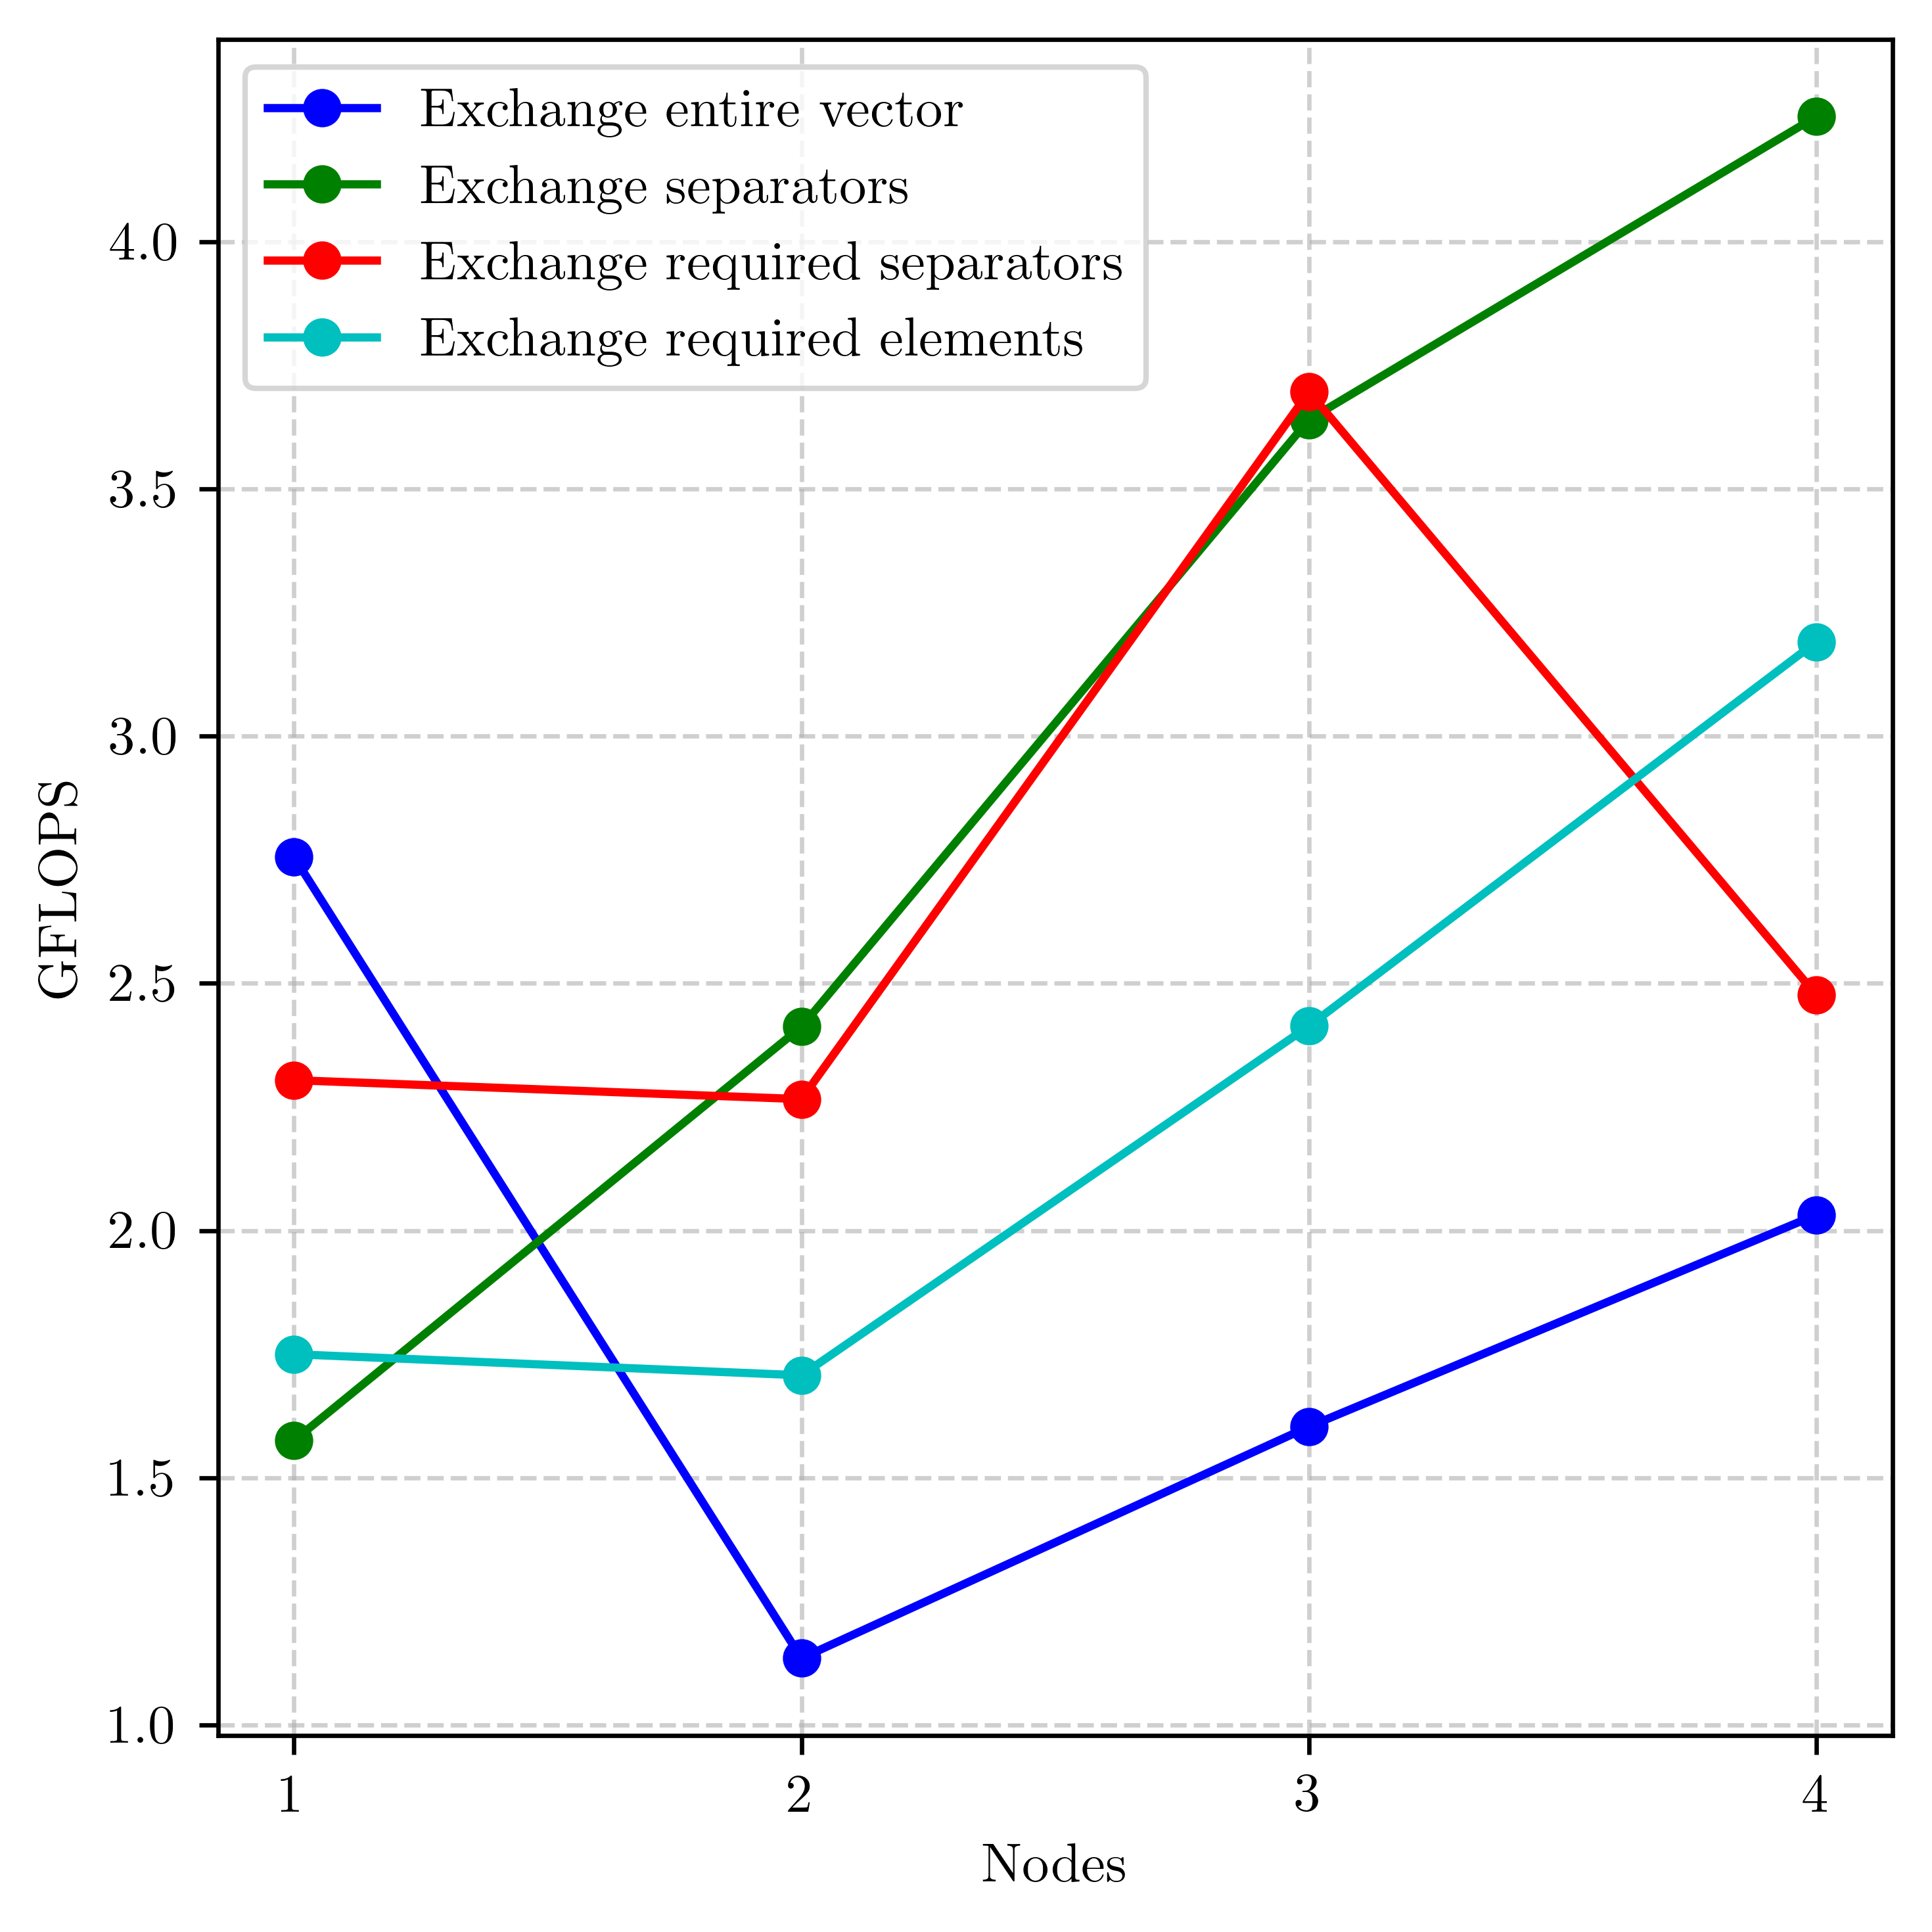 Exchange entire vector
Exchange separators
Exchange required separators
Exchange required elements
4.0
3.5
3.0
2.5
2.0
1.5
1.0
GFLOPS
1 2 3 4
Nodes